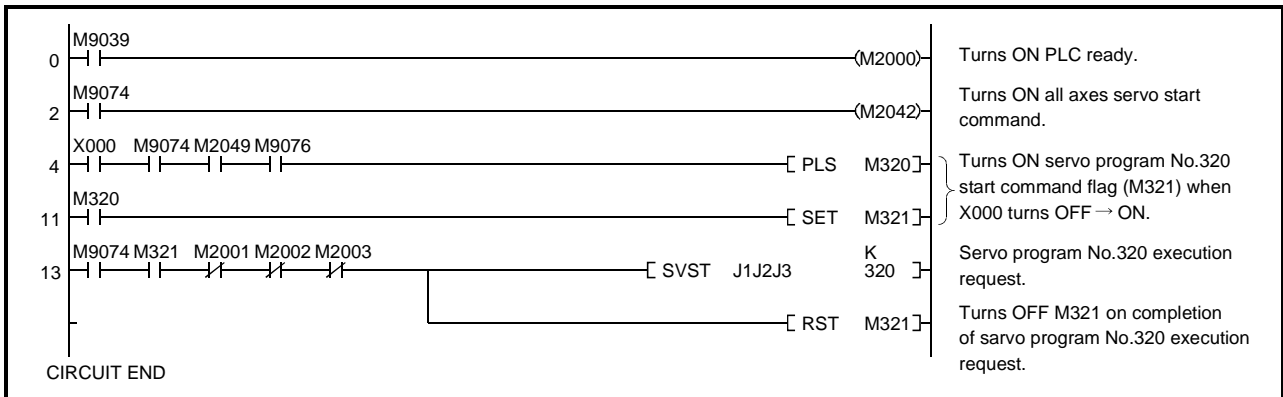 M9039
0 (M2000) Turns ON PLC ready.
M9074
2 (M2042) Turns ON all axes servo start
command.
X000 M9074 M2049 M9076
4 [ PLS M320 ] Turns ON servo program No.320
start command flag (M321) when
X000 turns OFF → ON.
M320
11 [ SET M321 ]
M9074 M321 M2001 M2002 M2003
13 [ SVST J1J2J3 K
320 ] Servo program No.320 execution
request.
[ RST M321 ] Turns OFF M321 on completion
of sarvo program No.320 execution
request.
CIRCUIT END